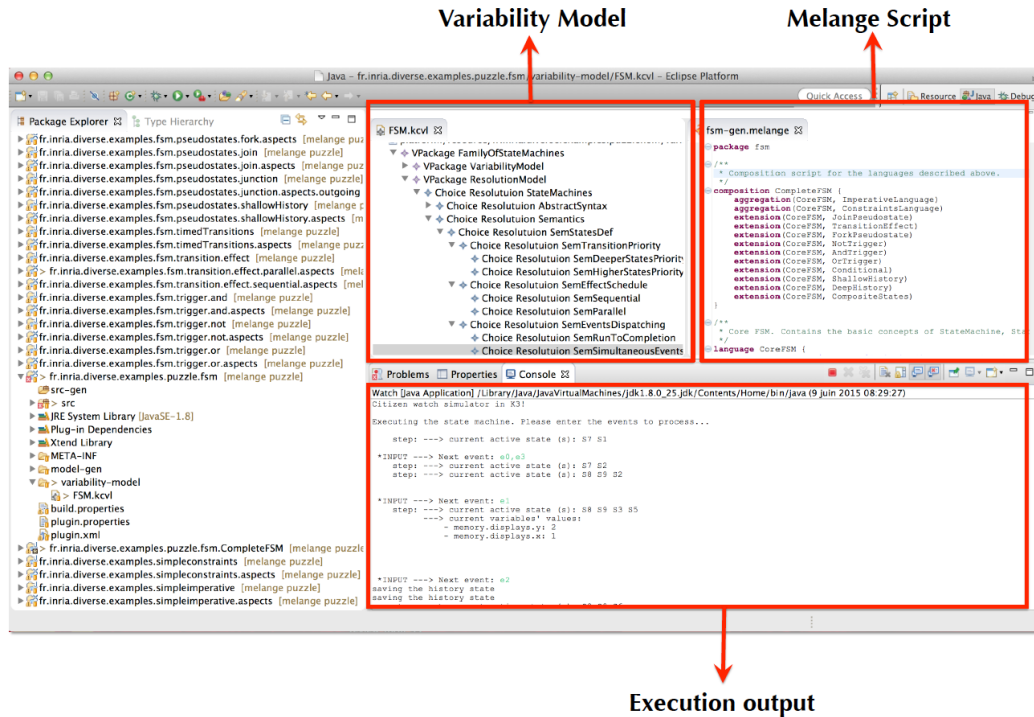 Variability Model
Melange Script
Java – fr.inria.diverse.examples.puzzle.fsm/variability-model/FSM.kcvl – Eclipse Platform
Quick Access
Resource
Java
Debug
Package Explorer
Type Hierarchy
fr.inria.diverse.examples.fsm.pseudostates.fork.aspects [melange puzzle]
fr.inria.diverse.examples.fsm.pseudostates.join [melange puzzle]
fr.inria.diverse.examples.fsm.pseudostates.join.aspects [melange puzzle]
fr.inria.diverse.examples.fsm.pseudostates.junction [melange puzzle]
fr.inria.diverse.examples.fsm.pseudostates.junction.aspects.outgoing
fr.inria.diverse.examples.fsm.pseudostates.shallowHistory [melange p
fr.inria.diverse.examples.fsm.pseudostates.shallowHistory.aspects [m
fr.inria.diverse.examples.fsm.timedTransitions [melange puzzle]
fr.inria.diverse.examples.fsm.timedTransitions.aspects [melange puzz
fr.inria.diverse.examples.fsm.transition.effect [melange puzzle]
> fr.inria.diverse.examples.fsm.transition.effect.parallel.aspects [mela
fr.inria.diverse.examples.fsm.transition.effect.sequential.aspects [mel
fr.inria.diverse.examples.fsm.trigger.and [melange puzzle]
fr.inria.diverse.examples.fsm.trigger.and.aspects [melange puzzle]
fr.inria.diverse.examples.fsm.trigger.not [melange puzzle]
fr.inria.diverse.examples.fsm.trigger.not.aspects [melange puzzle]
fr.inria.diverse.examples.fsm.trigger.or [melange puzzle]
fr.inria.diverse.examples.fsm.trigger.or.aspects [melange puzzle]
> fr.inria.diverse.examples.puzzle.fsm [melange puzzle]
src-gen
> src
JRE System Library [JavaSE-1.8]
Plug-in Dependencies
Xtend Library
META-INF
model-gen
> variability-model
> FSM.kcvl
build.properties
plugin.properties
plugin.xml
> fr.inria.diverse.examples.puzzle.fsm.CompleteFSM [melange puzzle
fr.inria.diverse.examples.simpleconstraints [melange puzzle]
fr.inria.diverse.examples.simpleconstraints.aspects [melange puzzle]
fr.inria.diverse.examples.simpleimperative [melange puzzle]
fr.inria.diverse.examples.simpleimperative.aspects [melange puzzle]
FSM.kcvl
VPackage FamilyOfStateMachines
VPackage VariabilityModel
VPackage ResolutionModel
Choice Resolutuion StateMachines
Choice Resolutuion AbstractSyntax
Choice Resolutuion Semantics
Choice Resolutuion SemStatesDef
Choice Resolutuion SemTransitionPriority
Choice Resolutuion SemDeeperStatesPriorit
Choice Resolutuion SemHigherStatesPriority
Choice Resolutuion SemEffectSchedule
Choice Resolutuion SemSequential
Choice Resolutuion SemParallel
Choice Resolutuion SemEventsDispatching
Choice Resolutuion SemRunToCompletion
Choice Resolutuion SemSimultaneousEvents
fsm-gen.melange
package fsm
/**
* Composition script for the languages described above.
*/
composition CompleteFSM {
aggregation(CoreFSM, ImperativeLanguage)
aggregation(CoreFSM, ConstraintsLanguage)
extension(CoreFSM, JoinPseudostate)
extension(CoreFSM, TransitionEffect)
extension(CoreFSM, ForkPseudostate)
extension(CoreFSM, NotTrigger)
extension(CoreFSM, AndTrigger)
extension(CoreFSM, OrTrigger)
extension(CoreFSM, Conditional)
extension(CoreFSM, ShallowHistory)
extension(CoreFSM, DeepHistory)
extension(CoreFSM, CompositeStates)
}
/**
* Core FSM. Contains the basic concepts of StateMachine, Sta
*/
language CoreFSM {
Problems
Properties
Console
Watch [Java Application] /Library/Java/JavaVirtualMachines/jdk1.8.0_25.jdk/Contents/Home/bin/java (9 juin 2015 08:29:27)
Citizen watch simulator in K3!
Executing the state machine. Please enter the events to process...
step: ---> current active state (s): S7 S1
*INPUT ---> Next event: e0,e3
step: ---> current active state (s): S7 S2
step: ---> current active state (s): S8 S9 S2
*INPUT ---> Next event: e1
step: ---> current active state (s): S8 S9 S3 S5
---> current variables' values:
- memory.displays.y: 2
- memory.displays.x: 1
*INPUT ---> Next event: e2
saving the history state
saving the history state
Execution output